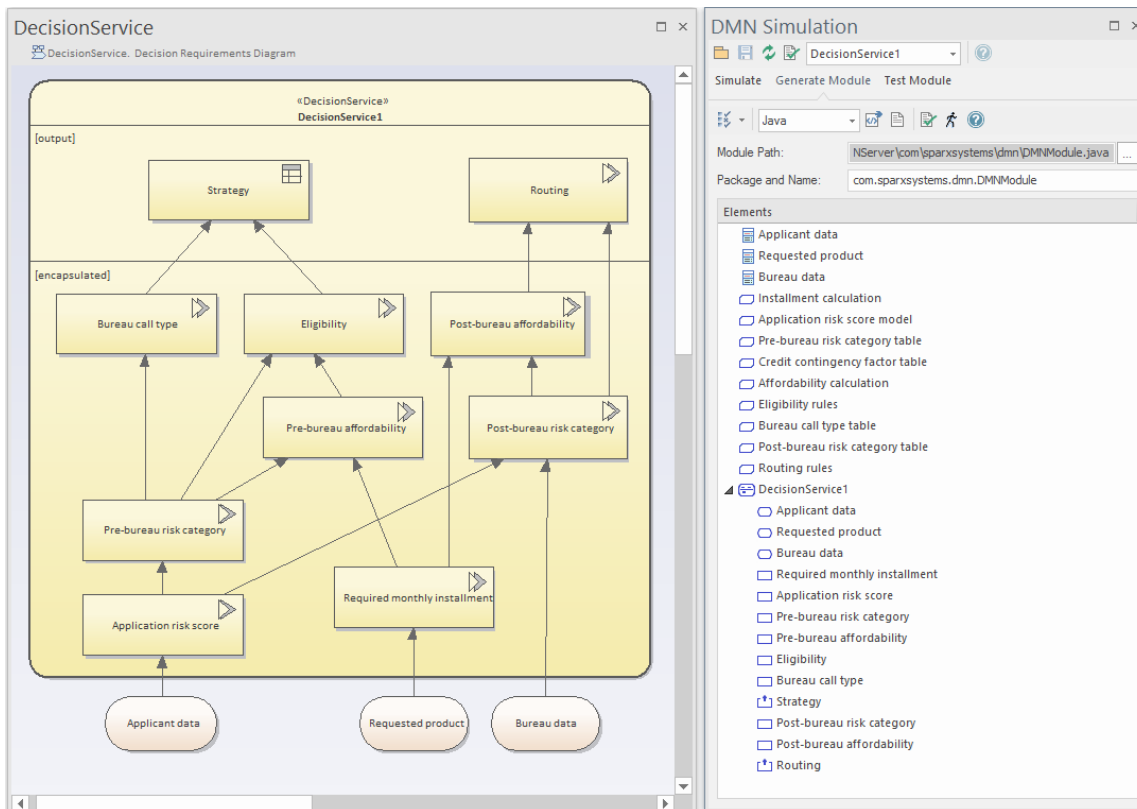 DecisionService
DecisionService. Decision Requirements Diagram
«DecisionService»
DecisionService1
[output]
Strategy
Routing
[encapsulated]
Bureau call type
Eligibility
Post-bureau affordability
Pre-bureau affordability
Post-bureau risk category
Pre-bureau risk category
Required monthly installment
Application risk score
Applicant data
Requested product
Bureau data
DMN Simulation
DecisionService1
Simulate Generate Module Test Module
Java
Module Path: NServer\com\sparxsystems\dmn\DMNModule.java ...
Package and Name: com.sparxsystems.dmn.DMNModule
Elements
Applicant data
Requested product
Bureau data
Installment calculation
Application risk score model
Pre-bureau risk category table
Credit contingency factor table
Affordability calculation
Eligibility rules
Bureau call type table
Post-bureau risk category table
Routing rules
DecisionService1
Applicant data
Requested product
Bureau data
Required monthly installment
Application risk score
Pre-bureau risk category
Pre-bureau affordability
Eligibility
Bureau call type
Strategy
Post-bureau risk category
Post-bureau affordability
Routing